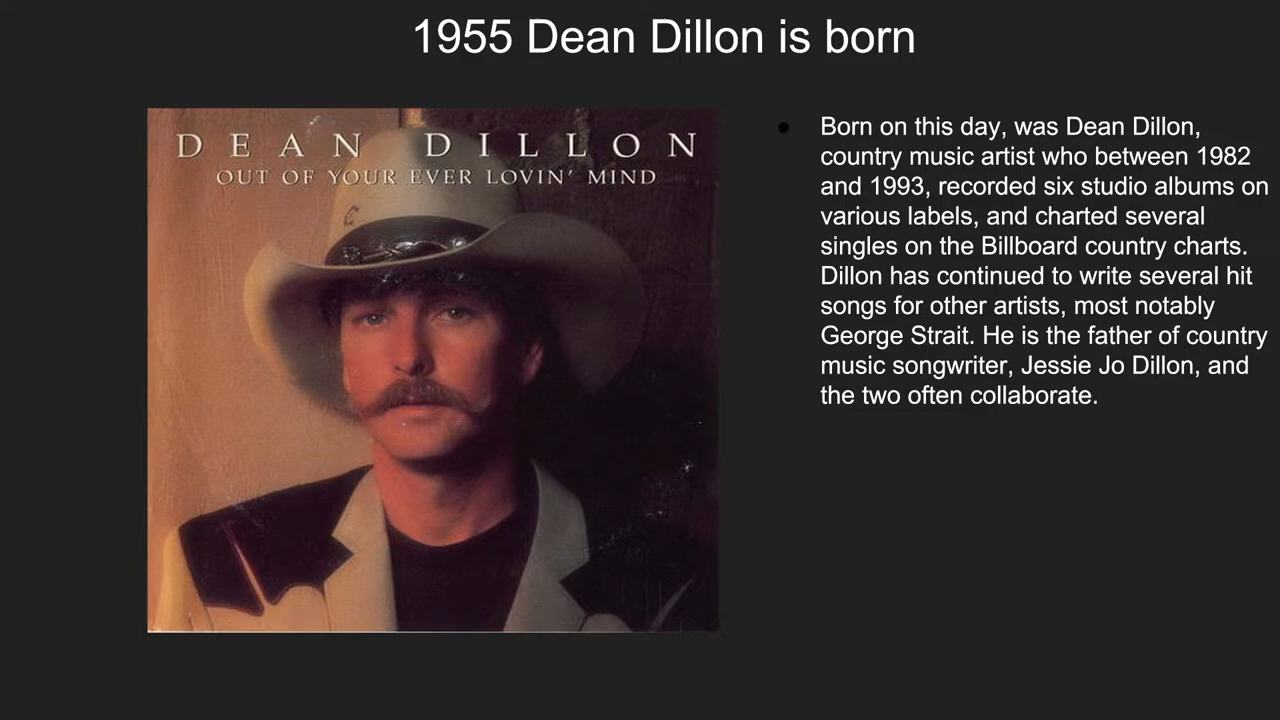 1955 Dean Dillon is born
DEAN DILLON
OUT OF YOUR EVER LOVIN' MIND
Born on this day, was Dean Dillon,
country music artist who between 1982
and 1993, recorded six studio albums on
various labels, and charted several
singles on the Billboard country charts.
Dillon has continued to write several hit
songs for other artists, most notably
George Strait. He is the father of country
music songwriter, Jessie Jo Dillon, and
the two often collaborate.